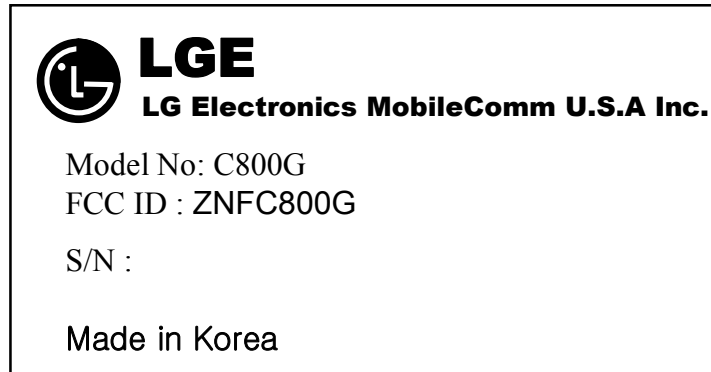 LGE
LG Electronics MobileComm U.S.A Inc.
Model No: C800G
FCC ID : ZNFC800G
S/N :
Made in Korea